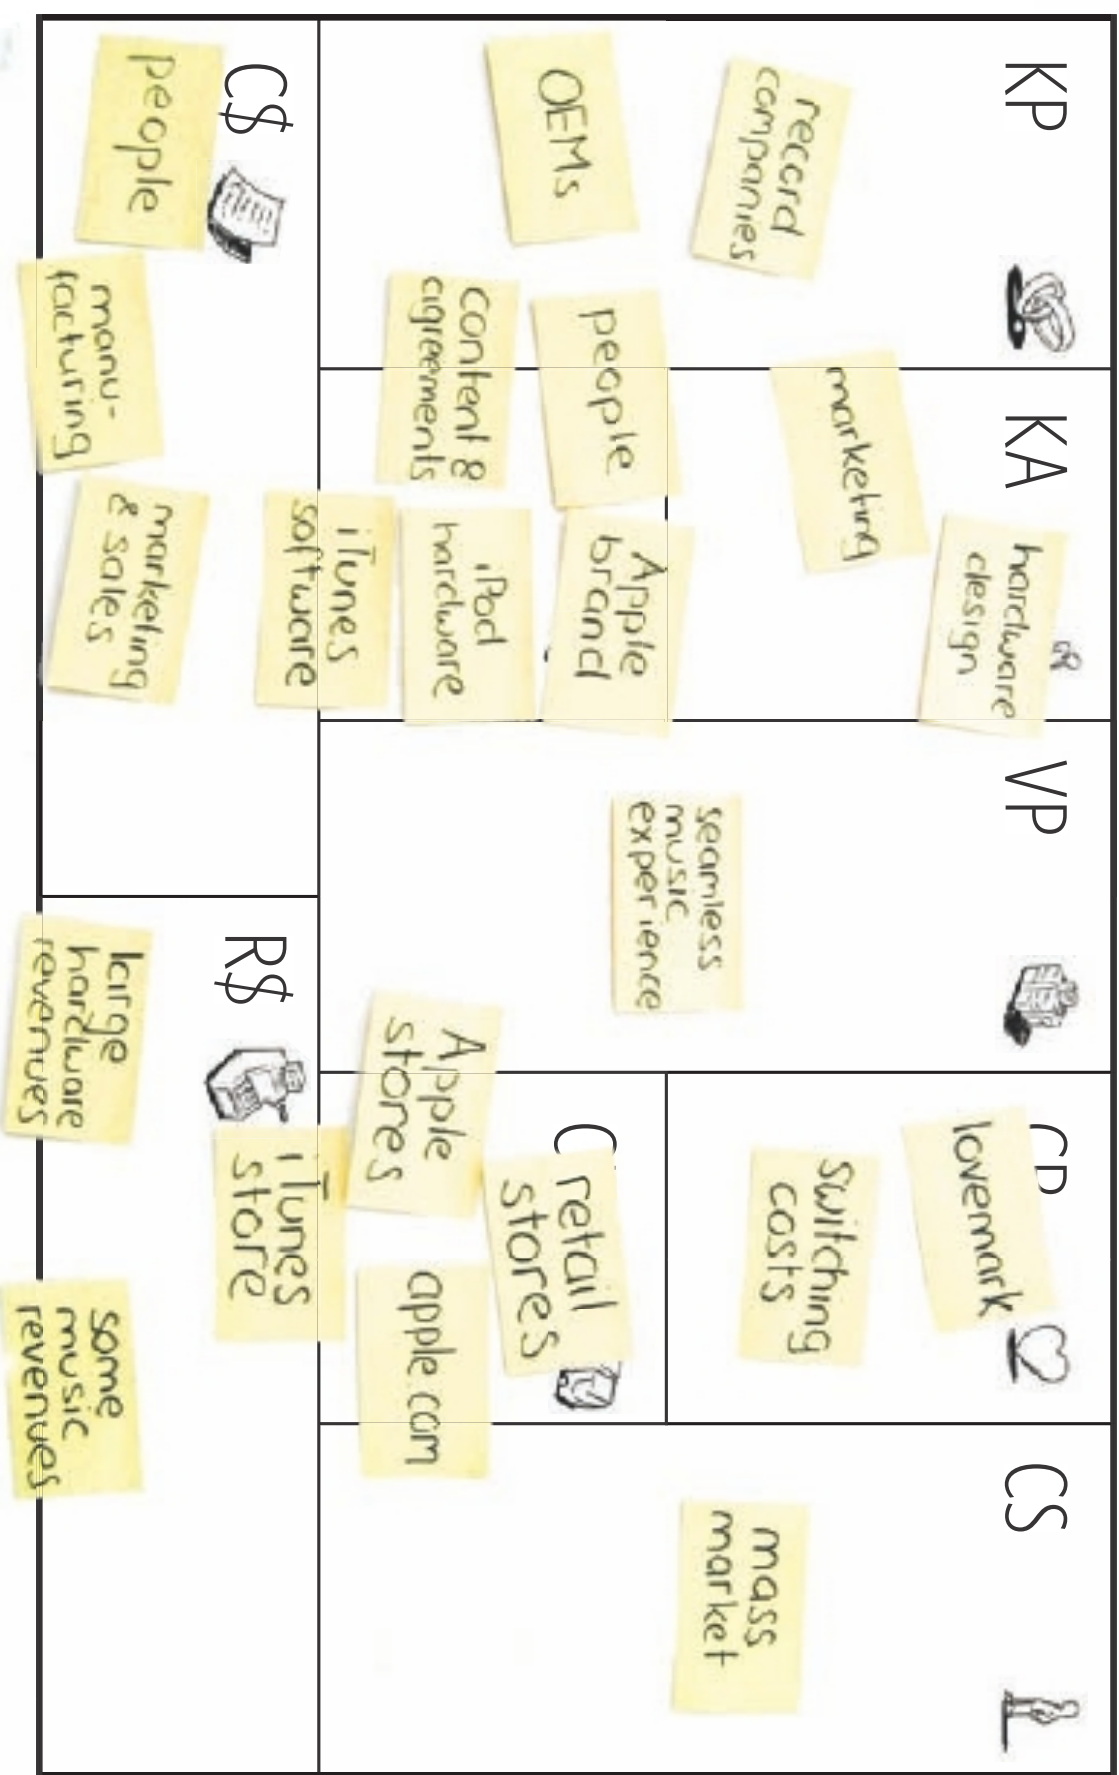 KP
record
companies
OEMs
KA
marketing
hardware
design
people
content &
agreements
Apple
brand
iPod
hardware
iTunes
software
VP
seamless
music
experience
CR
lovemark
switching
costs
C
retail
stores
Apple
stores
apple.com
iTunes
store
CS
mass
market
C$
people
manu-
facturing
marketing
& sales
R$
large
hardware
revenues
some
music
revenues